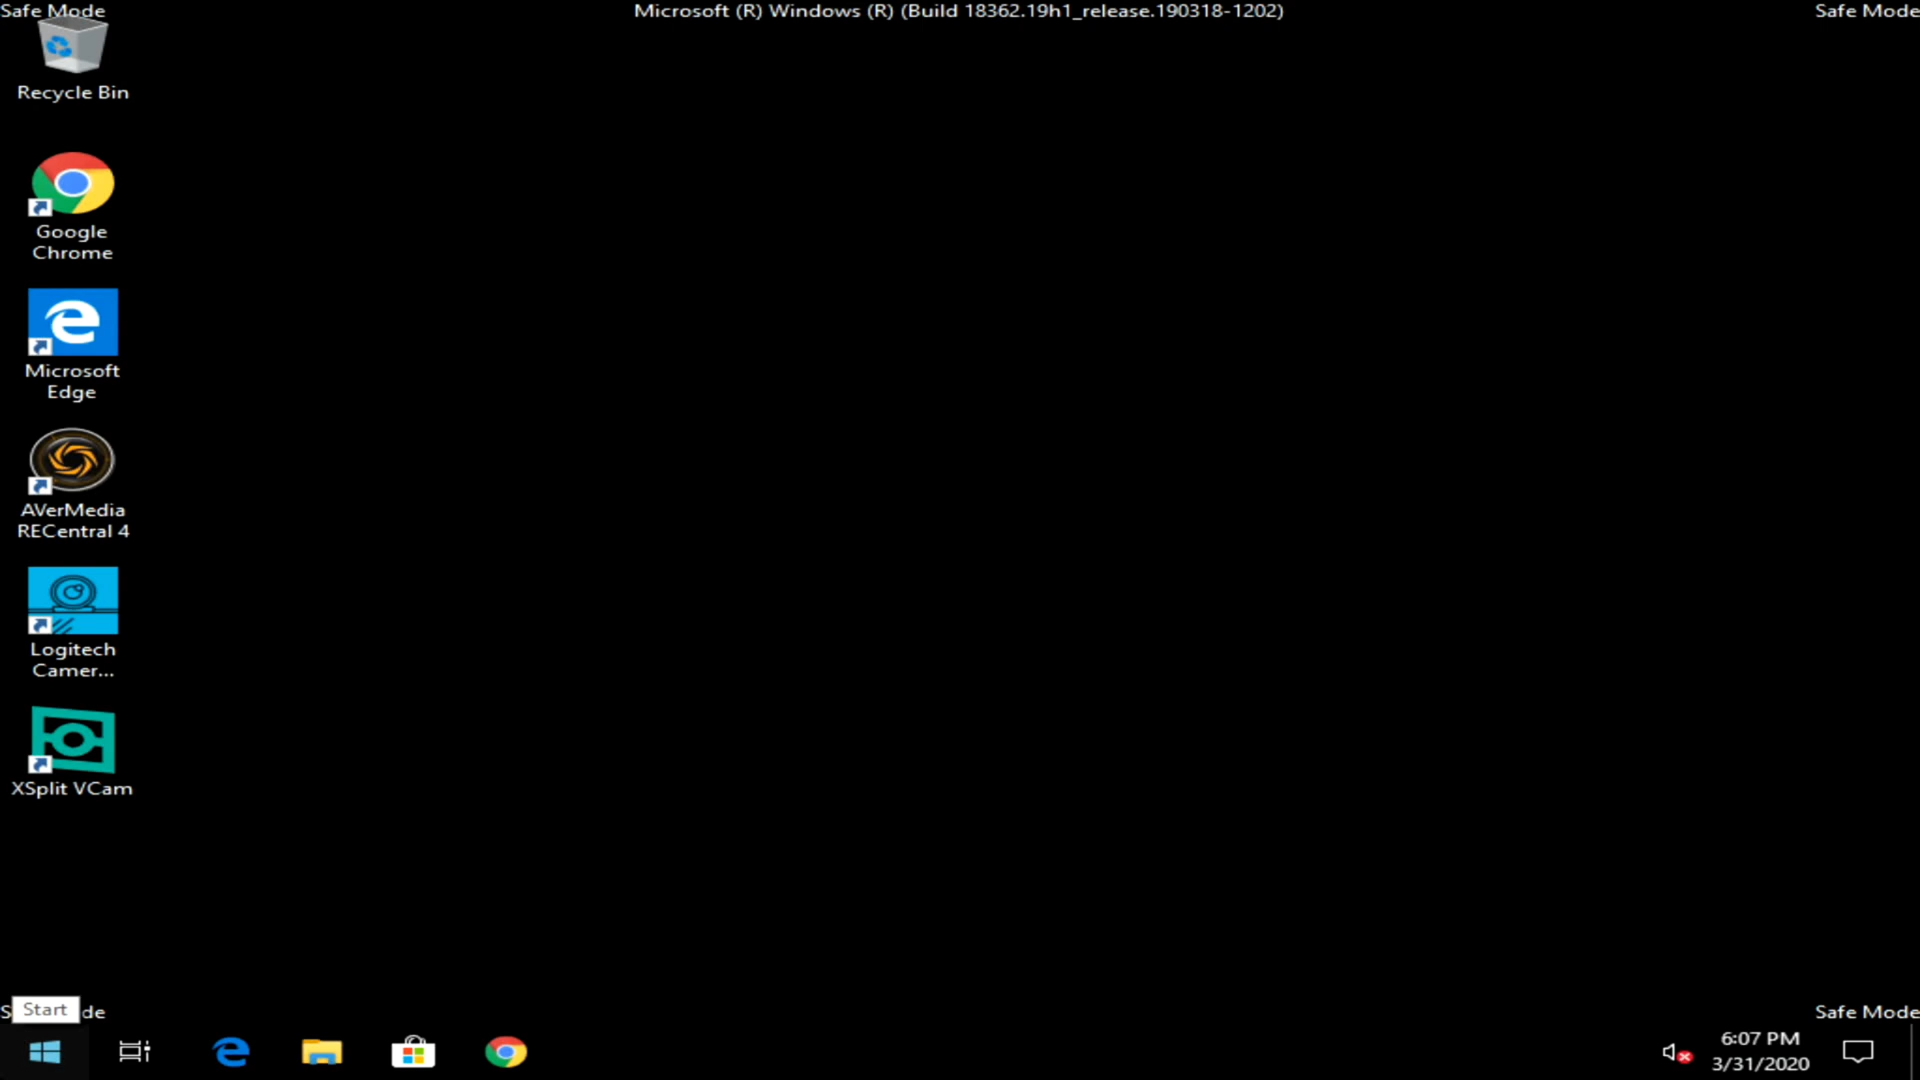 Safe Mode
Microsoft (R) Windows (R) (Build 18362.19h1_release.190318-1202)
Safe Mode
Recycle Bin
Google
Chrome
Microsoft
Edge
AVerMedia
RECentral 4
Logitech
Camer...
XSplit VCam
S
Start
de
Safe Mode
6:07 PM
3/31/2020